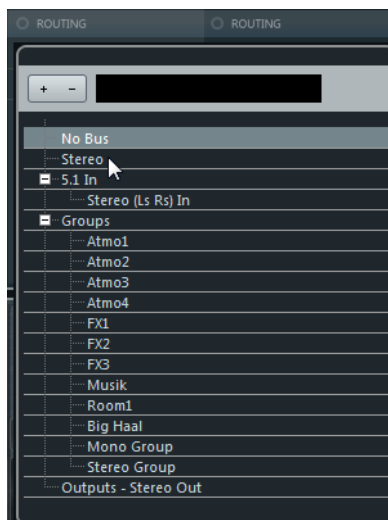 ROUTING ROUTING
+ -
No Bus
Stereo
5.1 In
Stereo (Ls Rs) In
Groups
Atmo1
Atmo2
Atmo3
Atmo4
FX1
FX2
FX3
Musik
Room1
Big Haal
Mono Group
Stereo Group
Outputs - Stereo Out